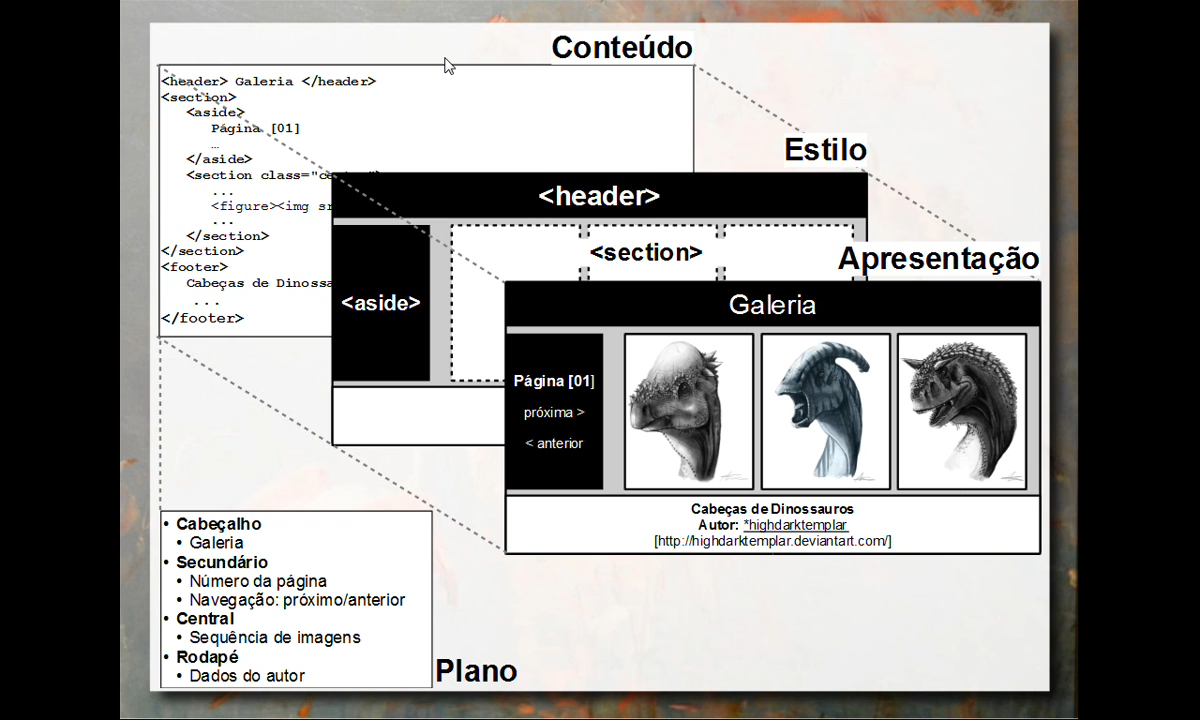 Conteúdo
<header> Galeria </header>
<section>
<aside>
Página [01]
…
</aside>
<section class="
...
<figure><img sr
...
</section>
</section>
<footer>
Cabeças de Dinossa
...
</footer>
Estilo
<header>
<section>
<aside>
Apresentação
Galeria
Página [01]
próxima >
< anterior
Cabeças de Dinossauros
Autor: *highdarktemplar
[http://highdarktemplar.deviantart.com/]
• Cabeçalho
• Galeria
• Secundário
• Número da página
• Navegação: próximo/anterior
• Central
• Sequência de imagens
• Rodapé
• Dados do autor
Plano